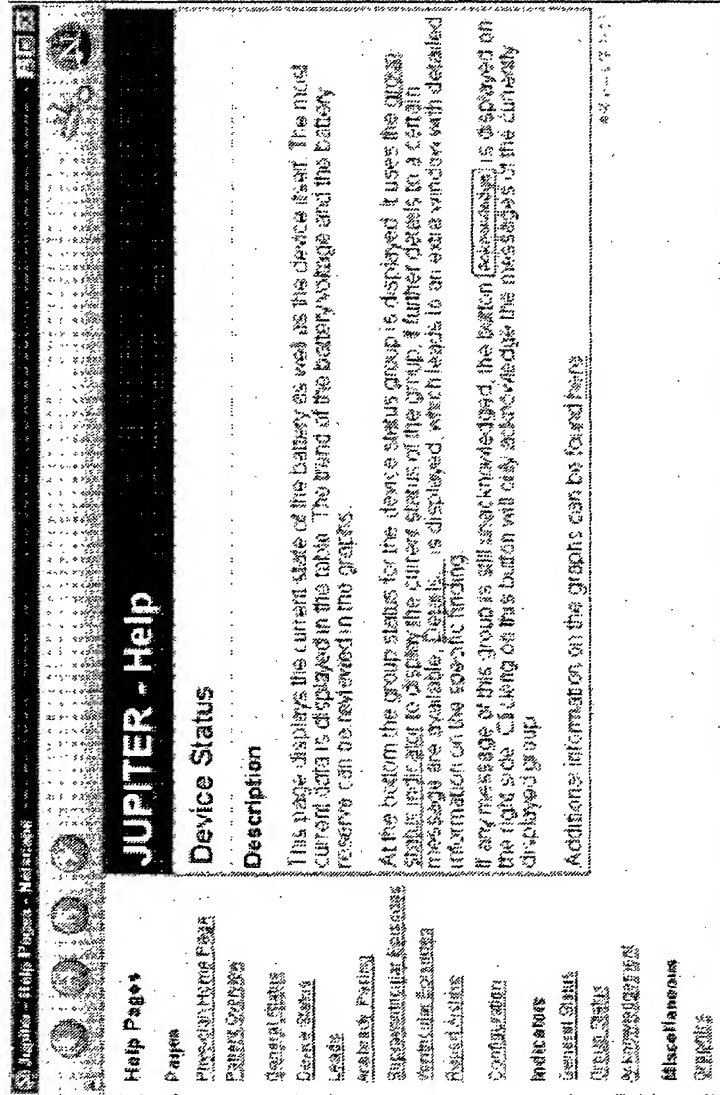 Jupiter - Help Pages - Netscape
Help Pages
Pages
Physician Home Page
Patient Overview
General Status
Device Status
Leads
Antibrady Pacing
Supraventricular Episodes
Ventricular Episodes
Configuration
Indicators
General Status
Group Status
Acknowledgement
Miscellaneous
Graphics
JUPITER - Help
Device Status
Description
This page displays the current state of the battery as well as the device itself. The most
current data is displayed in the table. The trend of the battery voltage and the battery
reserve can be reviewed in the graphs.
At the bottom the group status for the device status group is displayed. It uses the group
status indicator to display the current status of the group. If further details to a certain
message are available, Details... is displayed, which leads to an extra window with detailed
information on the specific finding.
If any message of this group is still unacknowledged, the button Acknowledge is displayed on
the right side. Clicking on this button will only acknowledge the messages of the currently
displayed group.
Additional information on the graphs can be found here